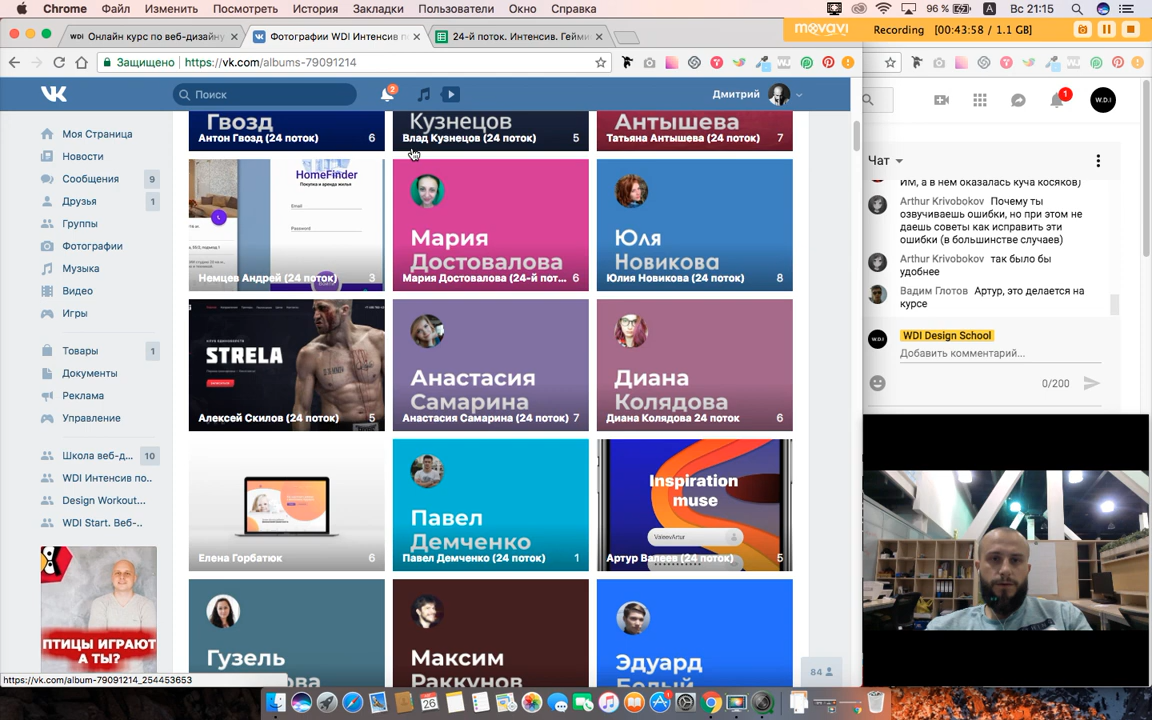 Chrome Файл Изменить Посмотреть История Закладки Пользователи Окно Справка
96 % Вс 21:15
WDI Онлайн курс по веб-дизайну
Фотографии WDI Интенсив п
24-й поток. Интенсив. Гейми
movavi Recording (00:43:58 / 1.1 GB)
Защищено https://vk.com/albums-79091214
Поиск
2
Дмитрий
1
W.D.I
Моя Страница
Новости
Сообщения 9
Друзья 1
Группы
Фотографии
Музыка
Видео
Игры
Товары 1
Документы
Реклама
Управление
Школа веб-д... 10
WDI Интенсив по..
Design Workout...
WDI Start. Веб-..
ПТИЦЫ ИГРАЮТ
А ТЫ?
Гвозд
Антон Гвозд (24 поток) 6
Кузнецов
Влад Кузнецов (24 поток) 5
Антышева
Татьяна Антышева (24 поток) 7
HomeFinder
Покупка и аренда жилья
Email
Password
Немцев Андрей (24 поток) 3
Мария
Достовалова
Мария Достовалова (24-й пот... 6
Юля
Новикова
Юлия Новикова (24 поток) 8
STRELA
Алексей Скилов (24 поток) 5
Анастасия
Самарина
Анастасия Самарина (24 поток) 7
Диана
Колядова
Диана Колядова 24 поток 6
Елена Горбатюк 6
Павел
Демченко
Павел Демченко (24 поток) 1
Inspiration
muse
ValeevArtur
Артур Валеев (24 поток) 5
Гузель
Максим
Раккунов
Эдуард
Белый
84
https://vk.com/album-79091214_254453653
Чат
ИМ, а в нем оказалась куча косяков)
Arthur Krivobokov Почему ты
озвучиваешь ошибки, но при этом не
даешь советы как исправить эти
ошибки (в большинстве случаев)
Arthur Krivobokov так было бы
удобнее
Вадим Глотов Артур, это делается на
курсе
W.D.I WDI Design School
Добавить комментарий...
0/200